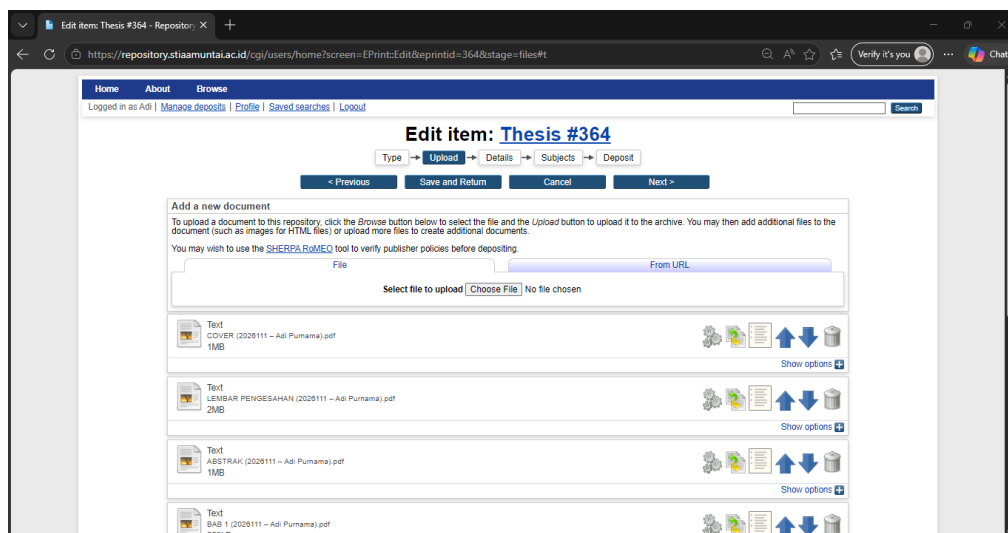 Edit item: Thesis #364 - Repository
https://repository.stiaamuntai.ac.id/cgi/users/home?screen=EPrint::Edit&eprintid=364&stage=files#t
Verify it's you
Chat
Home About Browse
Logged in as Adi | Manage deposits | Profile | Saved searches | Logout
Search
Edit item: Thesis #364
Type Upload Details Subjects Deposit
< Previous Save and Return Cancel Next >
Add a new document
To upload a document to this repository, click the Browse button below to select the file and the Upload button to upload it to the archive. You may then add additional files to the
document (such as images for HTML files) or upload more files to create additional documents.
You may wish to use the SHERPA RoMEO tool to verify publisher policies before depositing.
File From URL
Select file to upload Choose File No file chosen
Text
COVER (2026111 – Adi Purnama).pdf
1MB
Show options
Text
LEMBAR PENGESAHAN (2026111 – Adi Purnama).pdf
2MB
Show options
Text
ABSTRAK (2026111 – Adi Purnama).pdf
1MB
Show options
Text
BAB 1 (2026111 – Adi Purnama).pdf